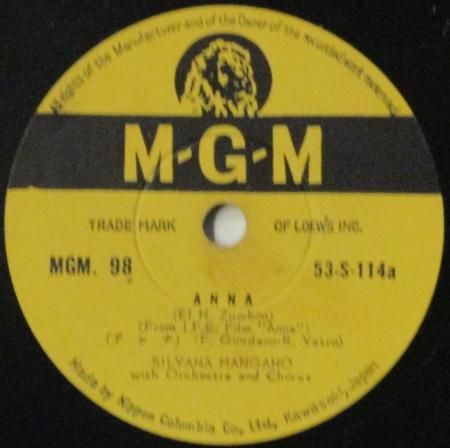 All rights of the Manufacturer and of the Owner of the recorded work reserved
M-G-M
TRADE MARK OF LOEW'S INC.
MGM. 98 53-S-114a
ANNA
(El N. Zumbon)
(From I.F.E. Film "Anna")
(アンナ) (F. Giordano-R. Vatro)
SILVANA MANGANO
with Orchestra and Chorus
Made by Nippon Columbia Co., Ltd., Kawasaki, Japan